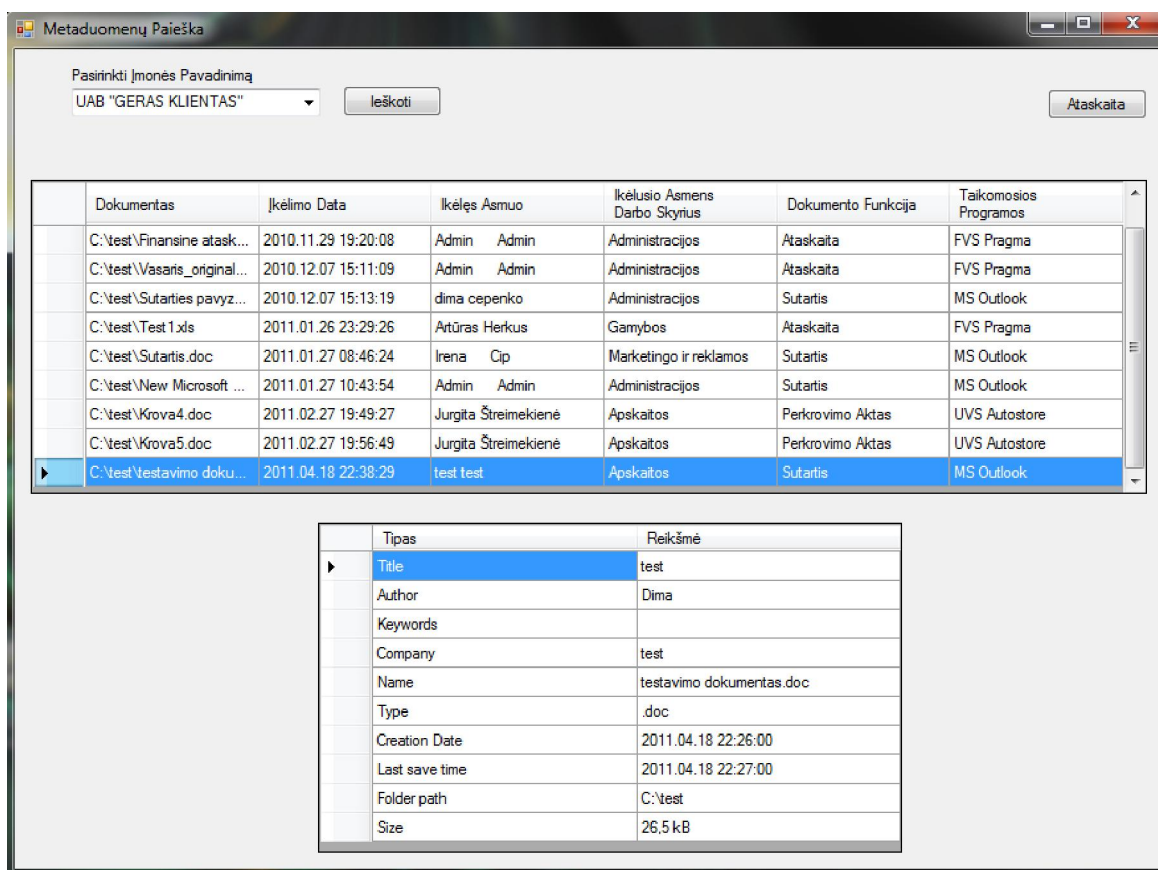 Metaduomenų Paieška
Pasirinkti Įmonės Pavadinimą
UAB "GERAS KLIENTAS" Ieškoti Ataskaita
Dokumentas Įkėlimo Data Ikėlęs Asmuo Ikėlusio Asmens Darbo Skyrius Dokumento Funkcija Taikomosios Programos
C:\test\Finansine atask... 2010.11.29 19:20:08 Admin Admin Administracijos Ataskaita FVS Pragma
C:\test\Vasaris_original... 2010.12.07 15:11:09 Admin Admin Administracijos Ataskaita FVS Pragma
C:\test\Sutarties pavyz... 2010.12.07 15:13:19 dima cepenko Administracijos Sutartis MS Outlook
C:\test\Test1.xls 2011.01.26 23:29:26 Artūras Herkus Gamybos Ataskaita FVS Pragma
C:\test\Sutartis.doc 2011.01.27 08:46:24 Irena Cip Marketingo ir reklamos Sutartis MS Outlook
C:\test\New Microsoft ... 2011.01.27 10:43:54 Admin Admin Administracijos Sutartis MS Outlook
C:\test\Krova4.doc 2011.02.27 19:49:27 Jurgita Štreimekienė Apskaitos Perkrovimo Aktas UVS Autostore
C:\test\Krova5.doc 2011.02.27 19:56:49 Jurgita Štreimekienė Apskaitos Perkrovimo Aktas UVS Autostore
C:\test\testavimo doku... 2011.04.18 22:38:29 test test Apskaitos Sutartis MS Outlook
Tipas Reikšmė
Title test
Author Dima
Keywords
Company test
Name testavimo dokumentas.doc
Type .doc
Creation Date 2011.04.18 22:26:00
Last save time 2011.04.18 22:27:00
Folder path C:\test
Size 26,5 kB